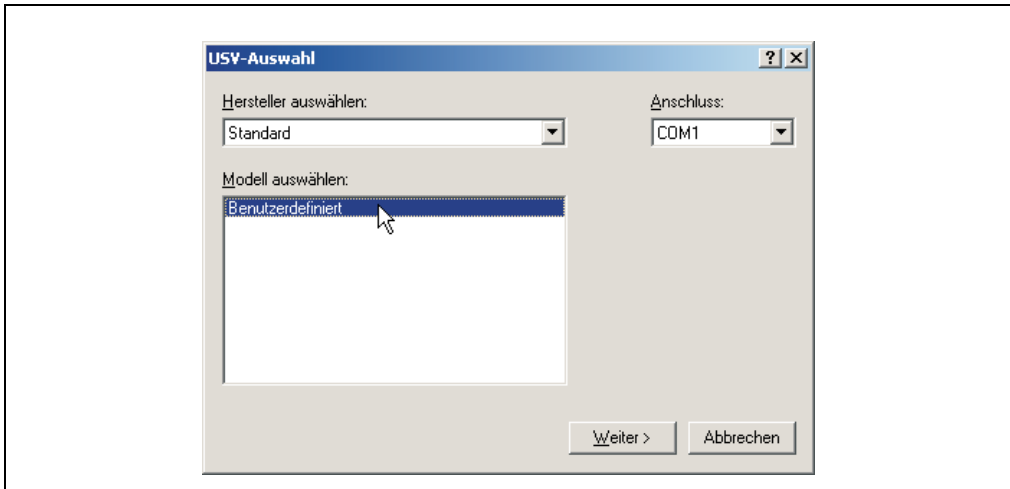 USV-Auswahl
Hersteller auswählen:
Anschluss:
Standard
COM1
Modell auswählen:
Benutzerdefiniert
Weiter >
Abbrechen